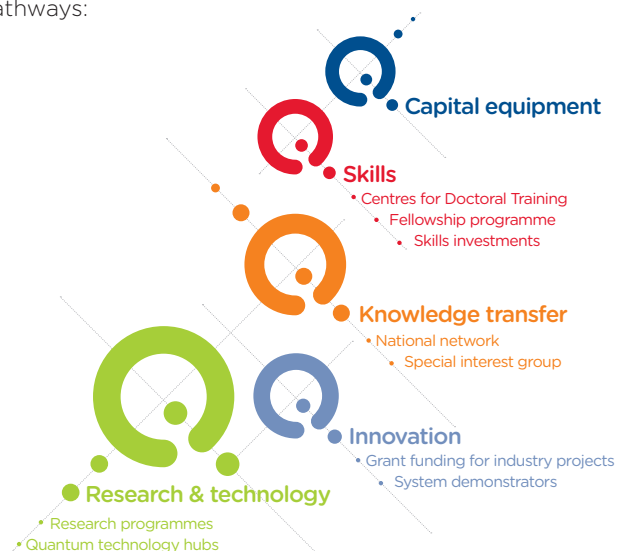 athways:
Capital equipment
Skills
• Centres for Doctoral Training
• Fellowship programme
• Skills investments
Knowledge transfer
• National network
• Special interest group
Innovation
• Grant funding for industry projects
• System demonstrators
Research & technology
• Research programmes
• Quantum technology hubs